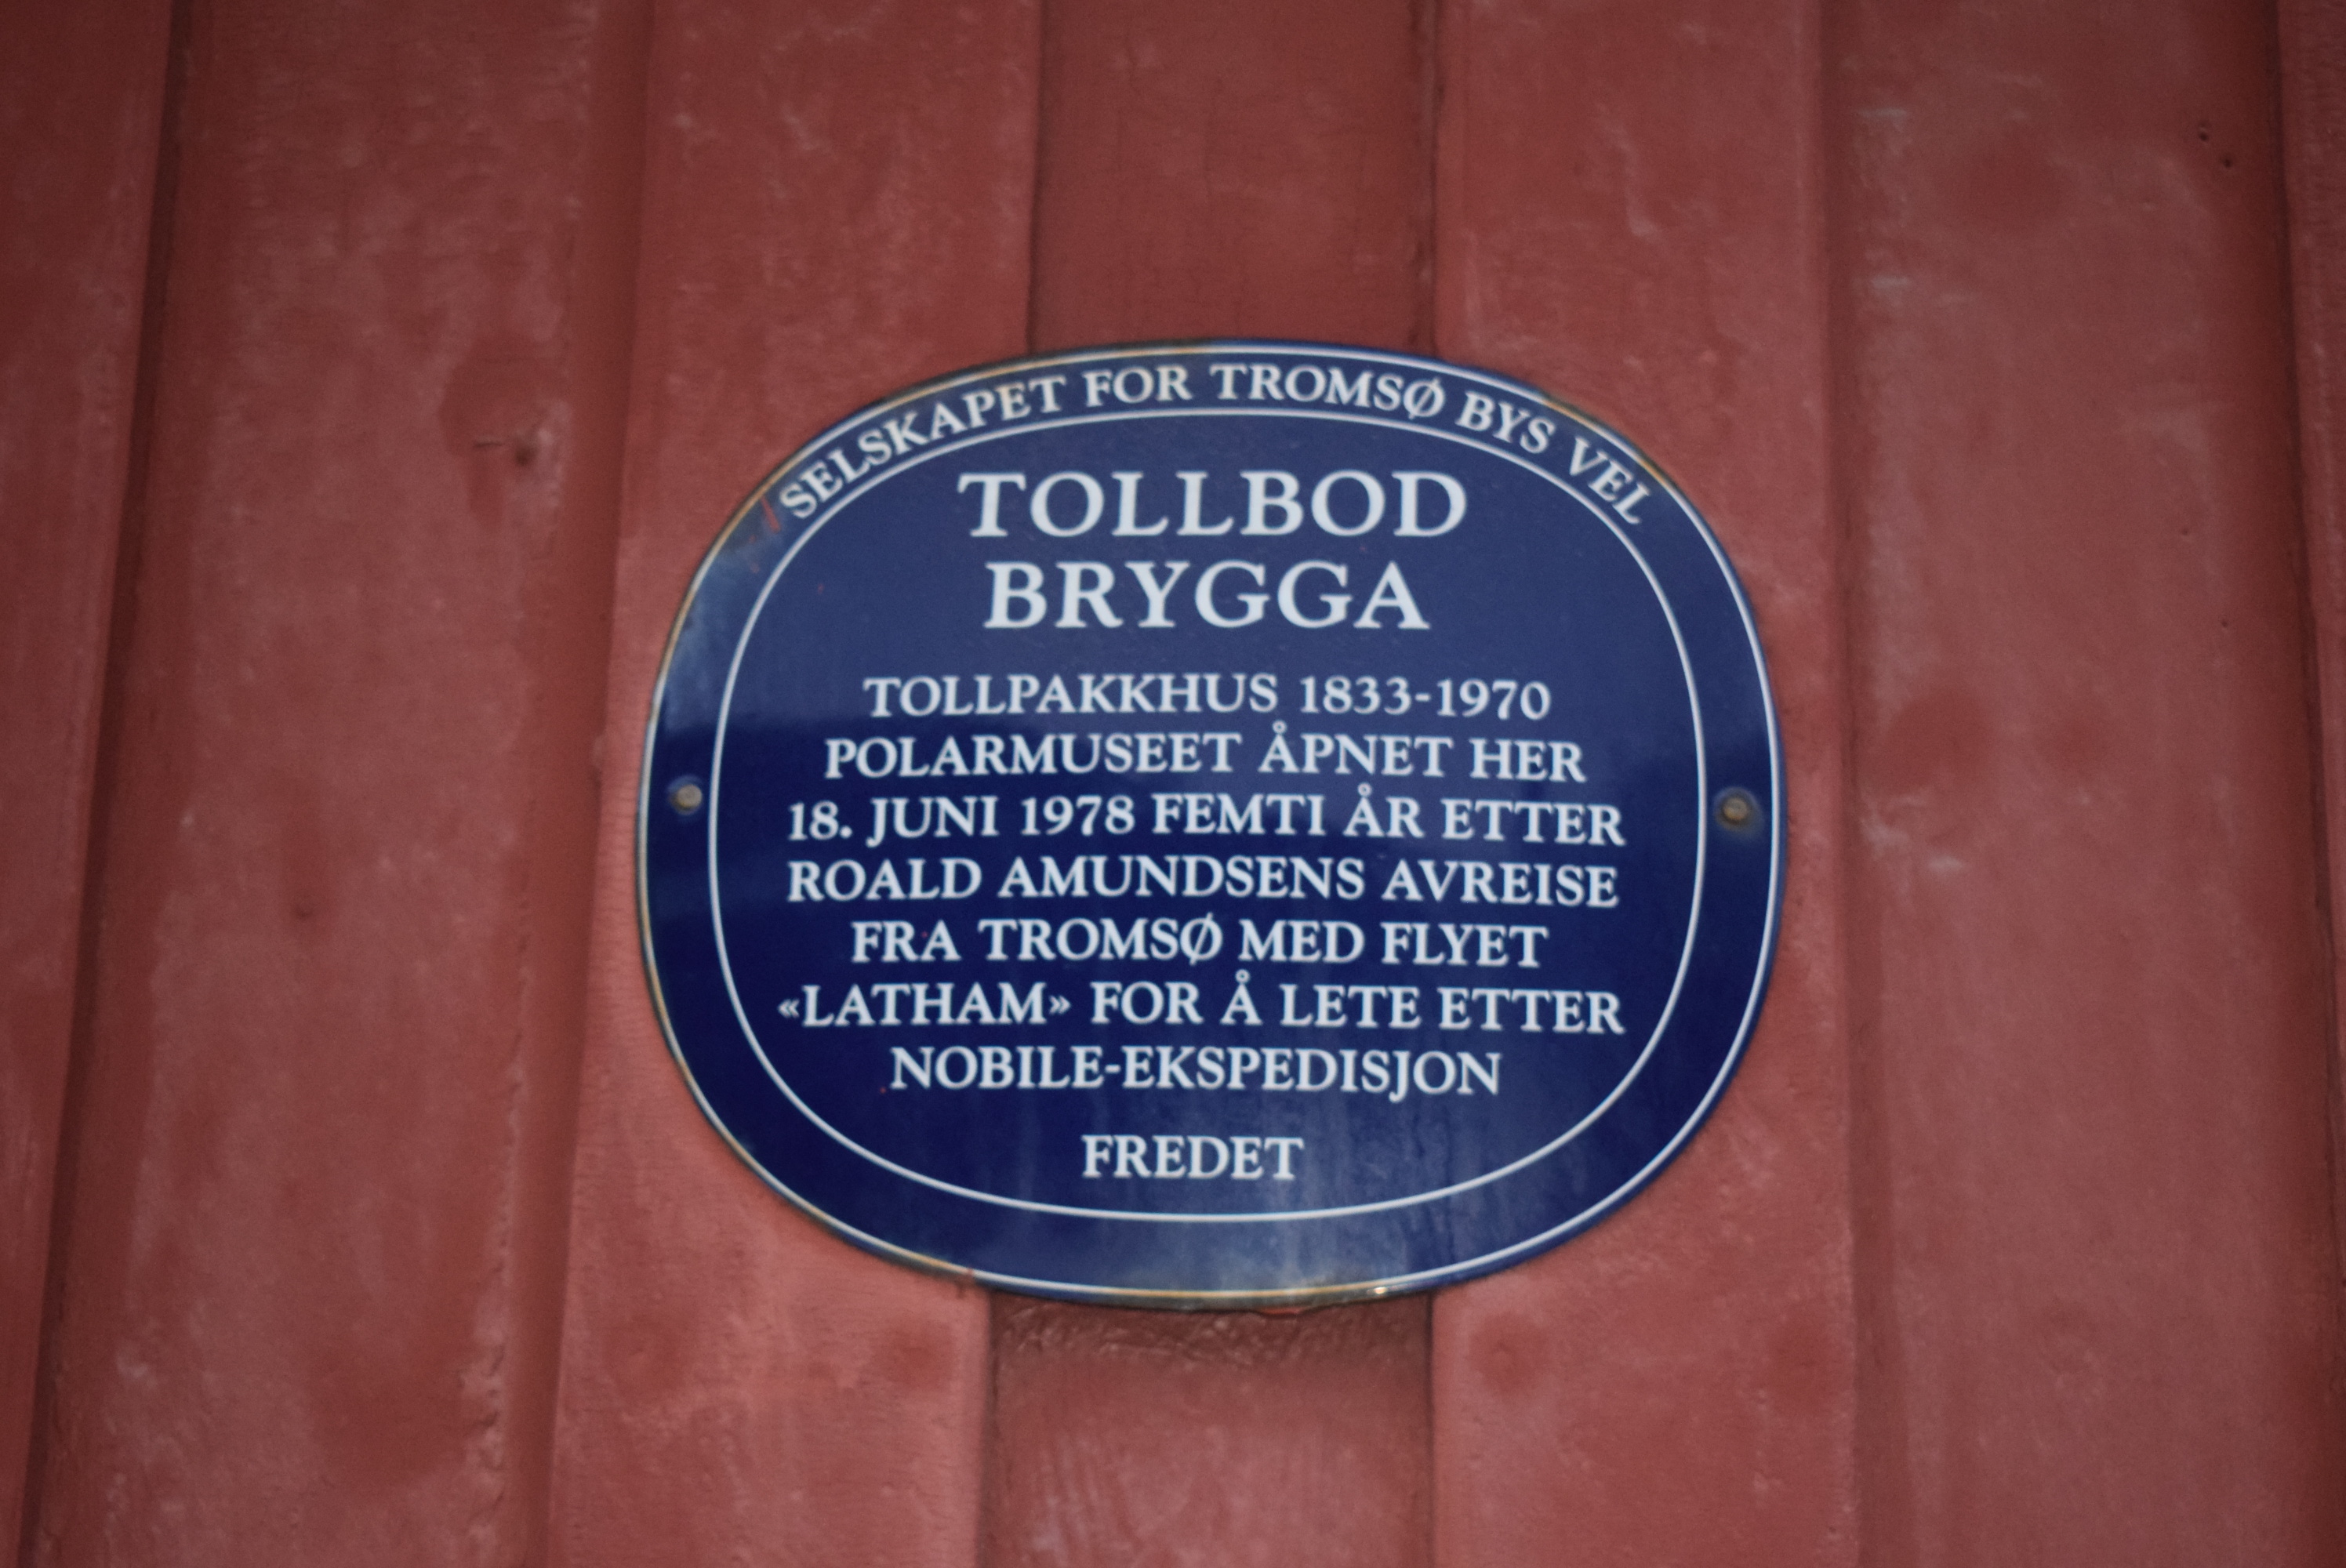 SELSKAPET FOR TROMSØ BYS VEL
TOLLBOD
BRYGGA
TOLLPAKKHUS 1833-1970
POLARMUSEET ÅPNET HER
18. JUNI 1978 FEMTI ÅR ETTER
ROALD AMUNDSENS AVREISE
FRA TROMSØ MED FLYET
«LATHAM» FOR Å LETE ETTER
NOBILE-EKSPEDISJON
FREDET